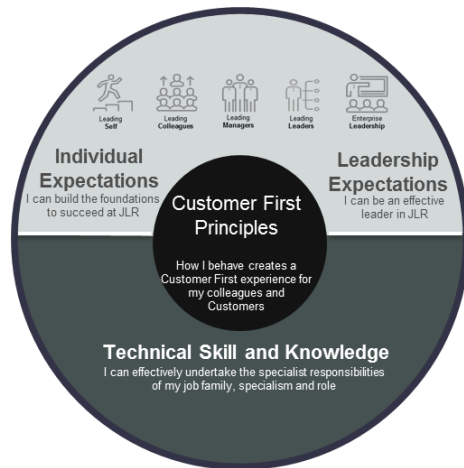 Leading
Self
Leading
Colleagues
Leading
Managers
Leading
Leaders
Enterprise
Leadership
Individual
Expectations
I can build the foundations
to succeed at JLR
Leadership
Expectations
I can be an effective
leader in JLR
Customer First
Principles
How I behave creates a
Customer First experience for
my colleagues and
Customers
Technical Skill and Knowledge
I can effectively undertake the specialist responsibilities
of my job family, specialism and role